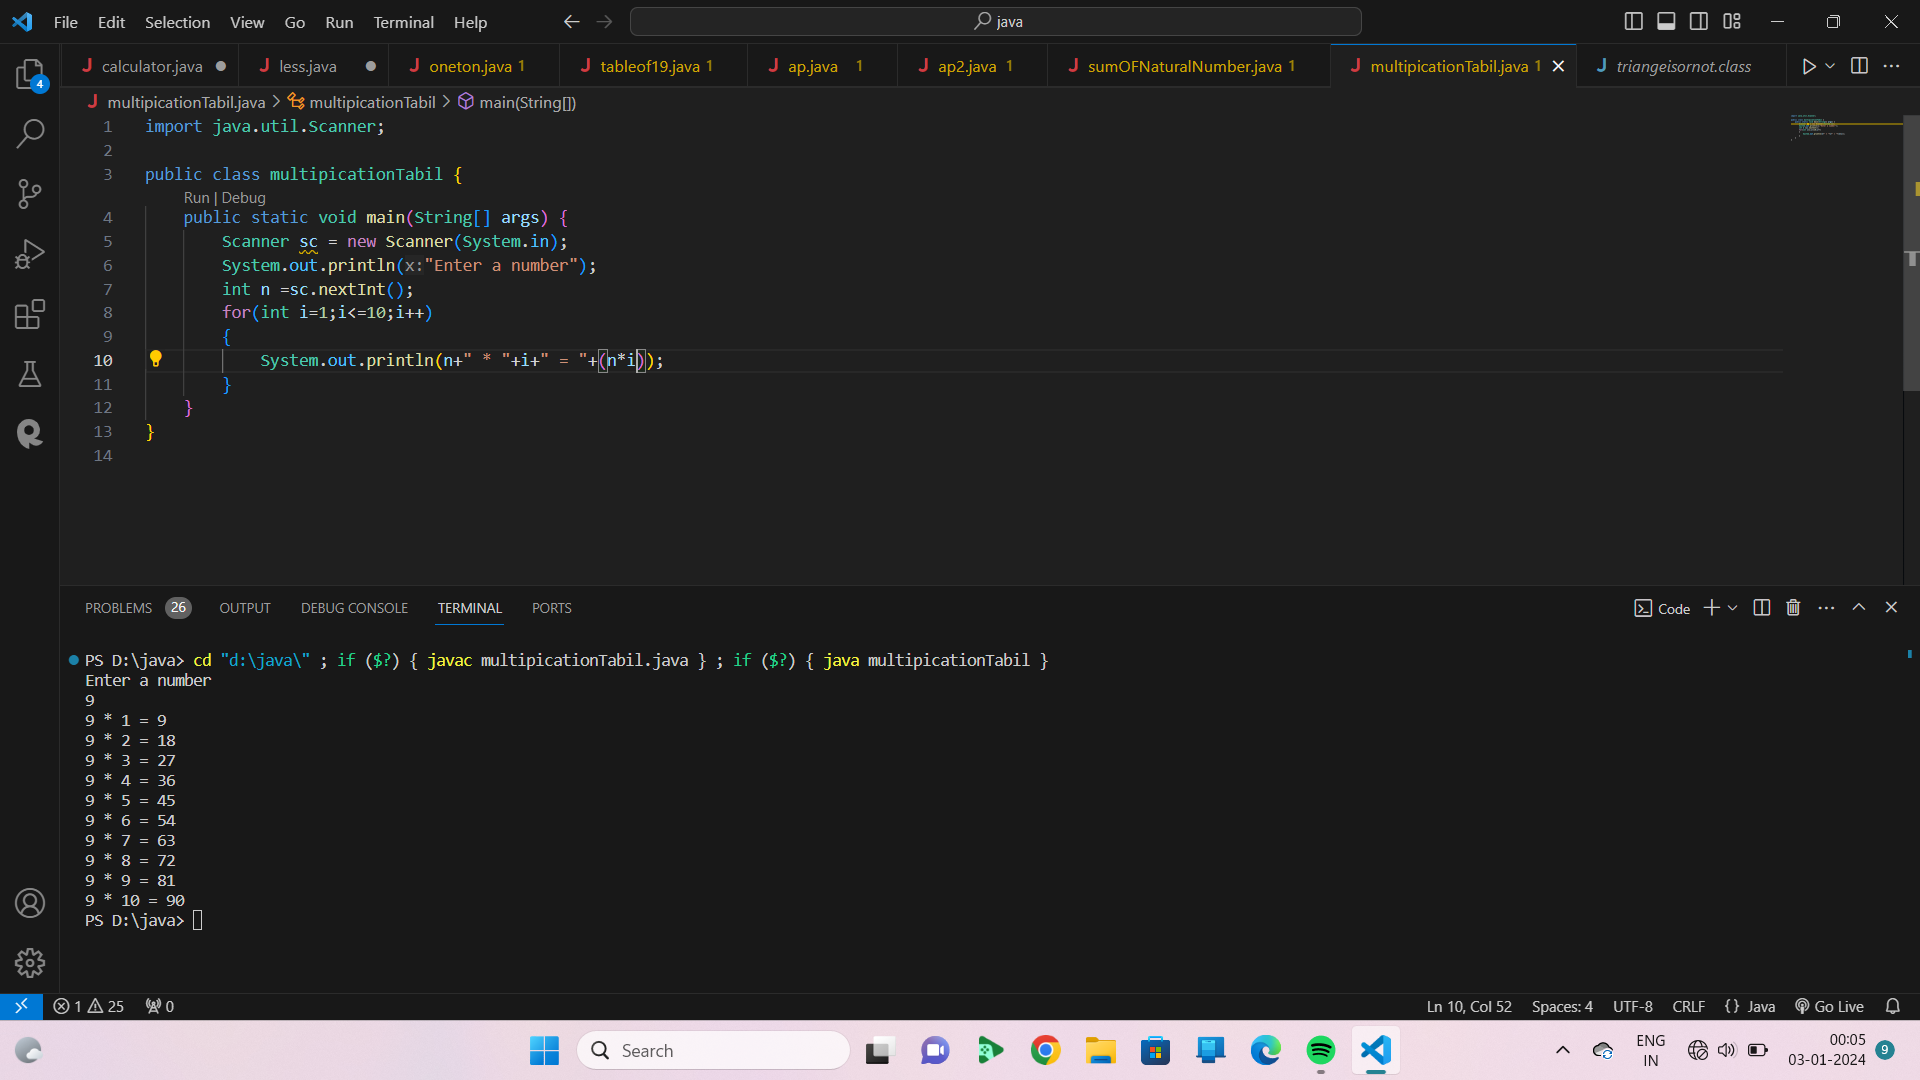 File Edit Selection View Go Run Terminal Help java
J calculator.java J less.java J oneton.java 1 J tableof19.java 1 J ap.java 1 J ap2.java 1 J sumOFNaturalNumber.java 1 J multipicationTabil.java 1 J triangeisornot.class
J multipicationTabil.java > multipicationTabil > main(String[])
1 import java.util.Scanner;
2
3 public class multipicationTabil {
Run | Debug
4 public static void main(String[] args) {
5 Scanner sc = new Scanner(System.in);
6 System.out.println(x:"Enter a number");
7 int n =sc.nextInt();
8 for(int i=1;i<=10;i++)
9 {
10 System.out.println(n+" * "+i+" = "+(n*i));
11 }
12 }
13 }
14
PROBLEMS 26 OUTPUT DEBUG CONSOLE TERMINAL PORTS Code
PS D:\java> cd "d:\java\" ; if ($?) { javac multipicationTabil.java } ; if ($?) { java multipicationTabil }
Enter a number
9
9 * 1 = 9
9 * 2 = 18
9 * 3 = 27
9 * 4 = 36
9 * 5 = 45
9 * 6 = 54
9 * 7 = 63
9 * 8 = 72
9 * 9 = 81
9 * 10 = 90
PS D:\java>
4
1 25 0 Ln 10, Col 52 Spaces: 4 UTF-8 CRLF {} Java Go Live
Search ENG IN 00:05 03-01-2024 9